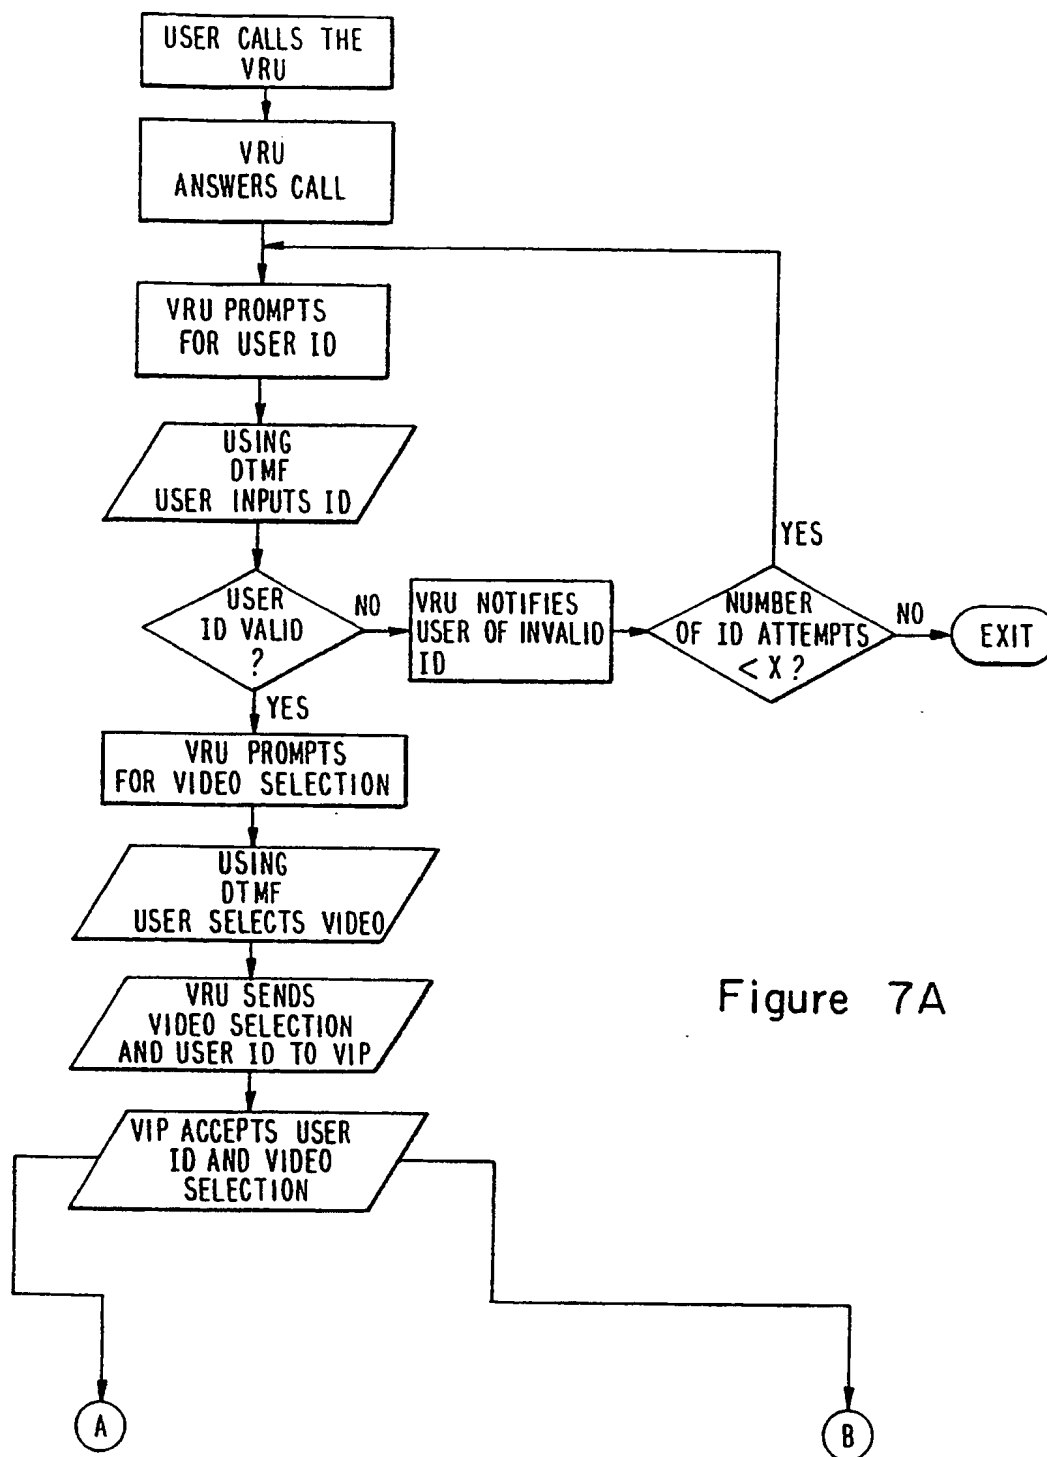 USER CALLS THE
VRU
VRU
ANSWERS CALL
VRU PROMPTS
FOR USER ID
USING
DTMF
USER INPUTS ID
USER
ID VALID
?
NO
YES
VRU NOTIFIES
USER OF INVALID
ID
NUMBER
OF ID ATTEMPTS
< X ?
YES
NO
EXIT
VRU PROMPTS
FOR VIDEO SELECTION
USING
DTMF
USER SELECTS VIDEO
VRU SENDS
VIDEO SELECTION
AND USER ID TO VIP
VIP ACCEPTS USER
ID AND VIDEO
SELECTION
A
B
Figure 7A